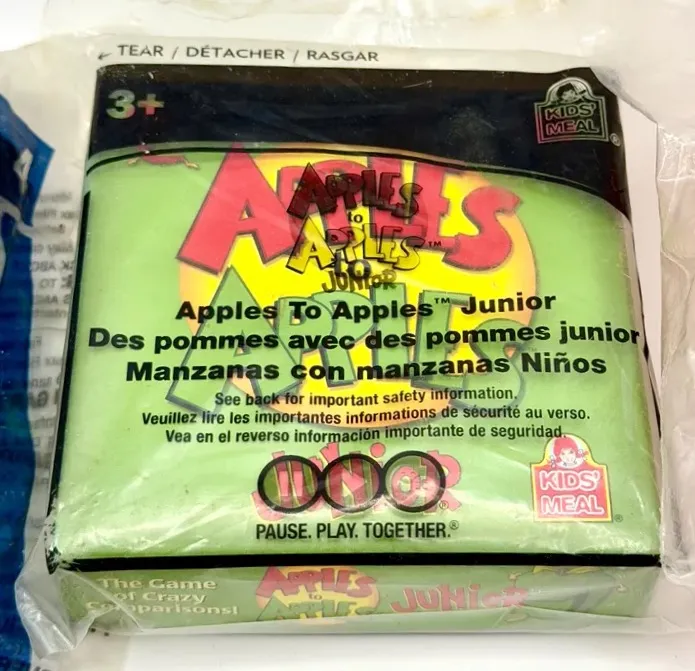 ← TEAR / DÉTACHER / RASGAR
3+
KIDS'
MEAL
®
APPLES
to
APPLES
JUNIOR
APPLES
to
APPLES™
JUNIOR
Apples To Apples™ Junior
Des pommes avec des pommes junior
Manzanas con manzanas Niños
See back for important safety information.
Veuillez lire les importantes informations de sécurité au verso.
Vea en el reverso información importante de seguridad.
PAUSE. PLAY. TOGETHER.®
KIDS'
MEAL
®
The Game
of Crazy
Comparisons!
APPLES
to
APPLES
JUNIOR